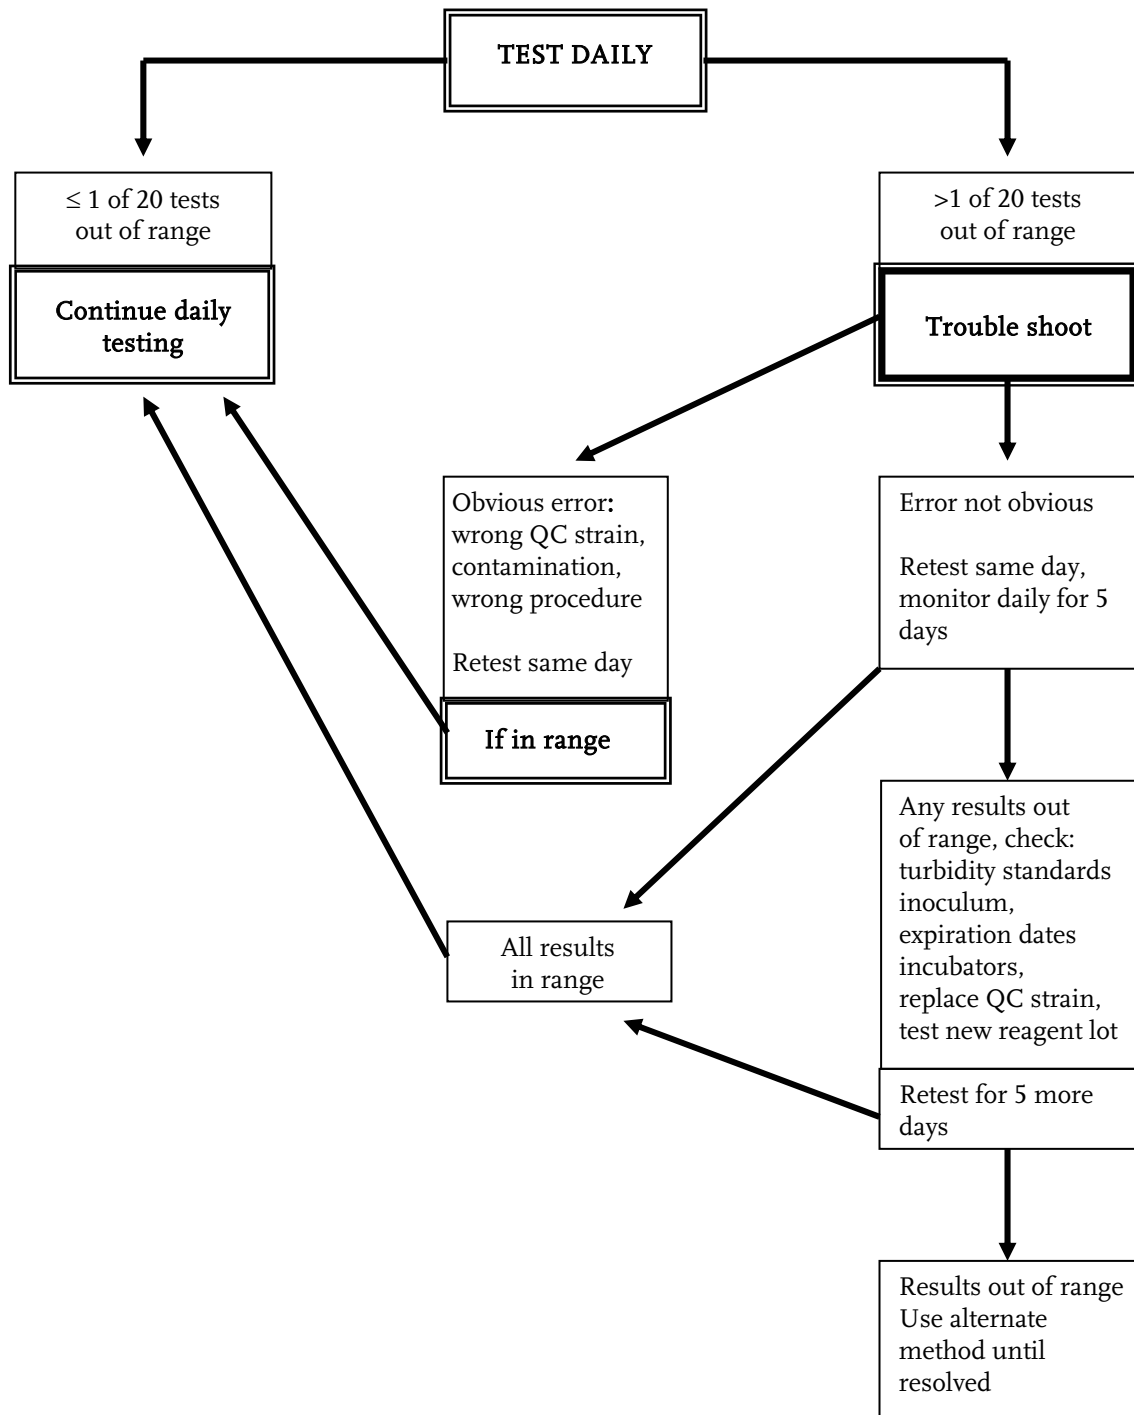 TEST DAILY
≤ 1 of 20 tests
out of range
Continue daily
testing
>1 of 20 tests
out of range
Trouble shoot
Obvious error:
wrong QC strain,
contamination,
wrong procedure
Retest same day
If in range
Error not obvious
Retest same day,
monitor daily for 5
days
All results
in range
Any results out
of range, check:
turbidity standards
inoculum,
expiration dates
incubators,
replace QC strain,
test new reagent lot
Retest for 5 more
days
Results out of range
Use alternate
method until
resolved